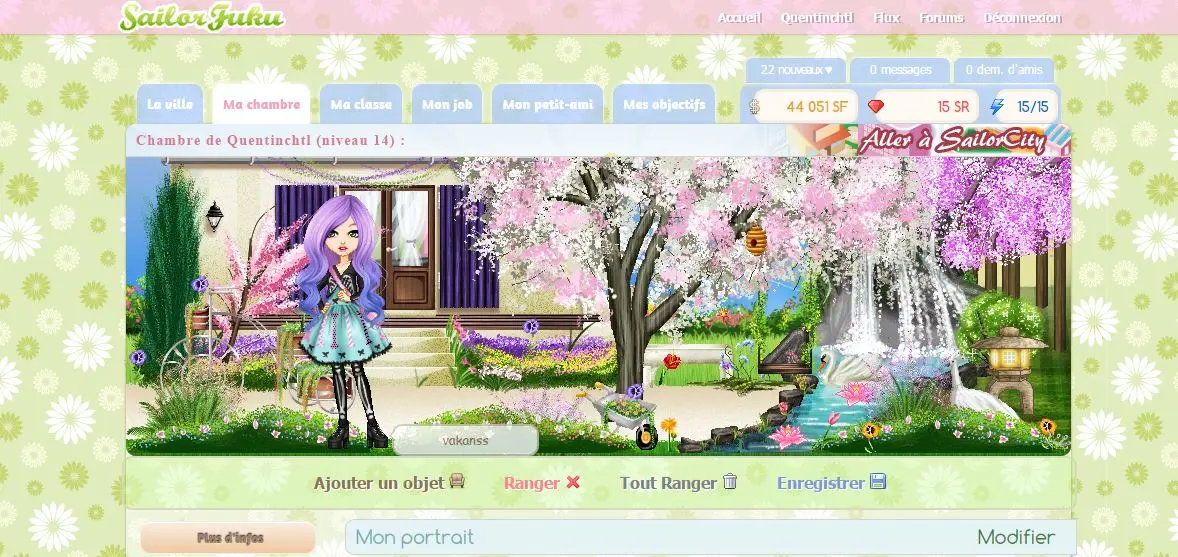 SailorFuku
Accueil Quentinchtl Flux Forums Déconnexion
22 nouveaux ▾ 0 messages 0 dem. d'amis
La ville Ma chambre Ma classe Mon job Mon petit-ami Mes objectifs
44 051 SF 15 SR 15/15
Chambre de Quentinchtl (niveau 14) :
Aller à SailorCity
vakanss
Ajouter un objet Ranger Tout Ranger Enregistrer
Plus d'infos
Mon portrait Modifier